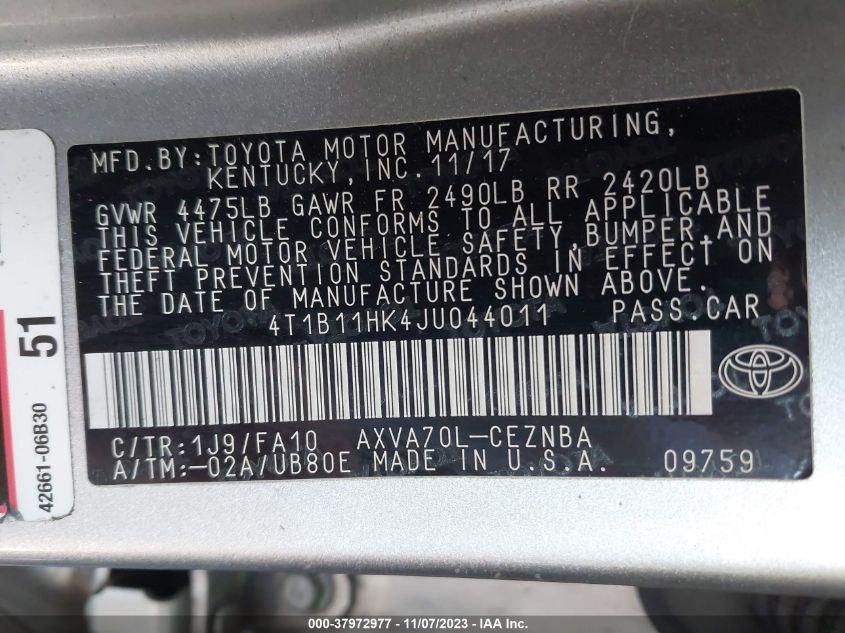 MFD.BY:TOYOTA MOTOR MANUFACTURING,
KENTUCKY,INC.11/17
GVWR 4475LB GAWR FR 2490LB RR 2420LB
THIS VEHICLE CONFORMS TO ALL APPLICABLE
FEDERAL MOTOR VEHICLE SAFETY,BUMPER,AND
THEFT PREVENTION STANDARDS IN EFFECT ON
THE DATE OF MANUFACTURE SHOWN ABOVE.
4T1B11HK4JU044011 PASS.CAR
C/TR:1J9/FA10 AXVA70L-CEZNBA
A/TM:-02A/UB80E MADE IN U.S.A. 09759
51
42661-06B30
000-37972977 - 11/07/2023 - IAAI.com